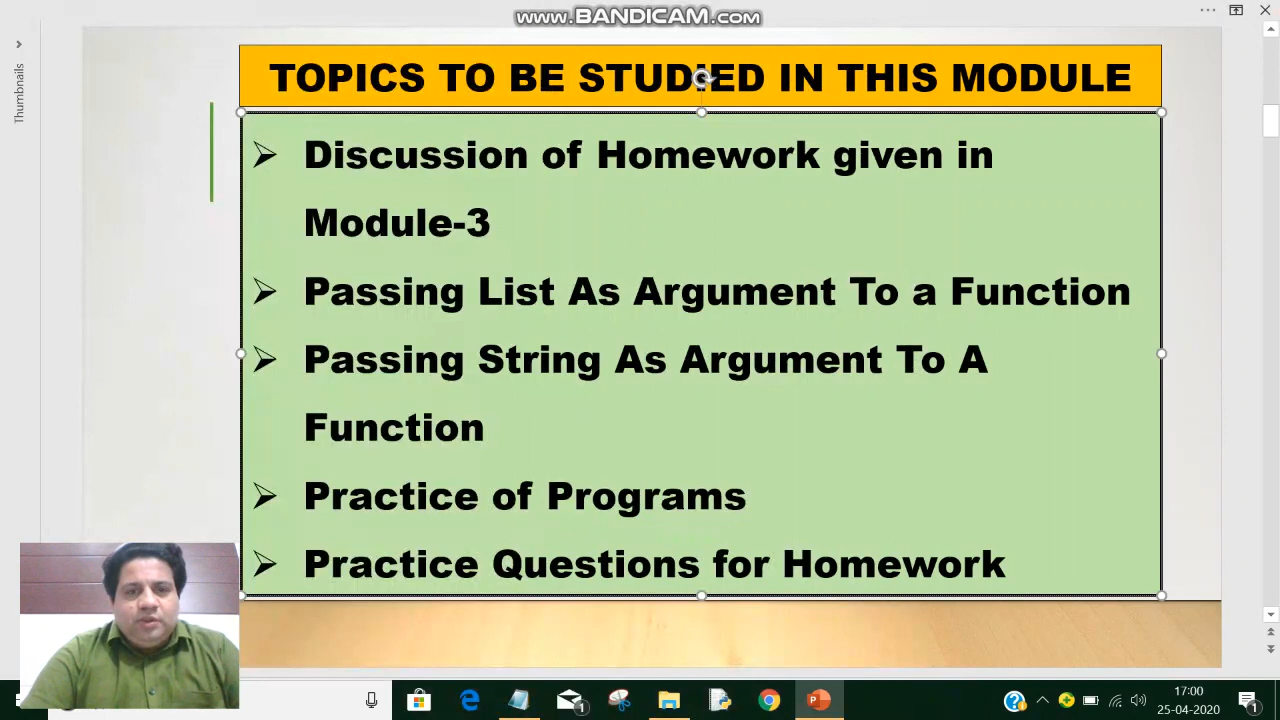 www.BANDICAM.com
Thumbnails
TOPICS TO BE STUDIED IN THIS MODULE
➢ Discussion of Homework given in
Module-3
➢ Passing List As Argument To a Function
➢ Passing String As Argument To A
Function
➢ Practice of Programs
➢ Practice Questions for Homework
17:00
25-04-2020
1
1